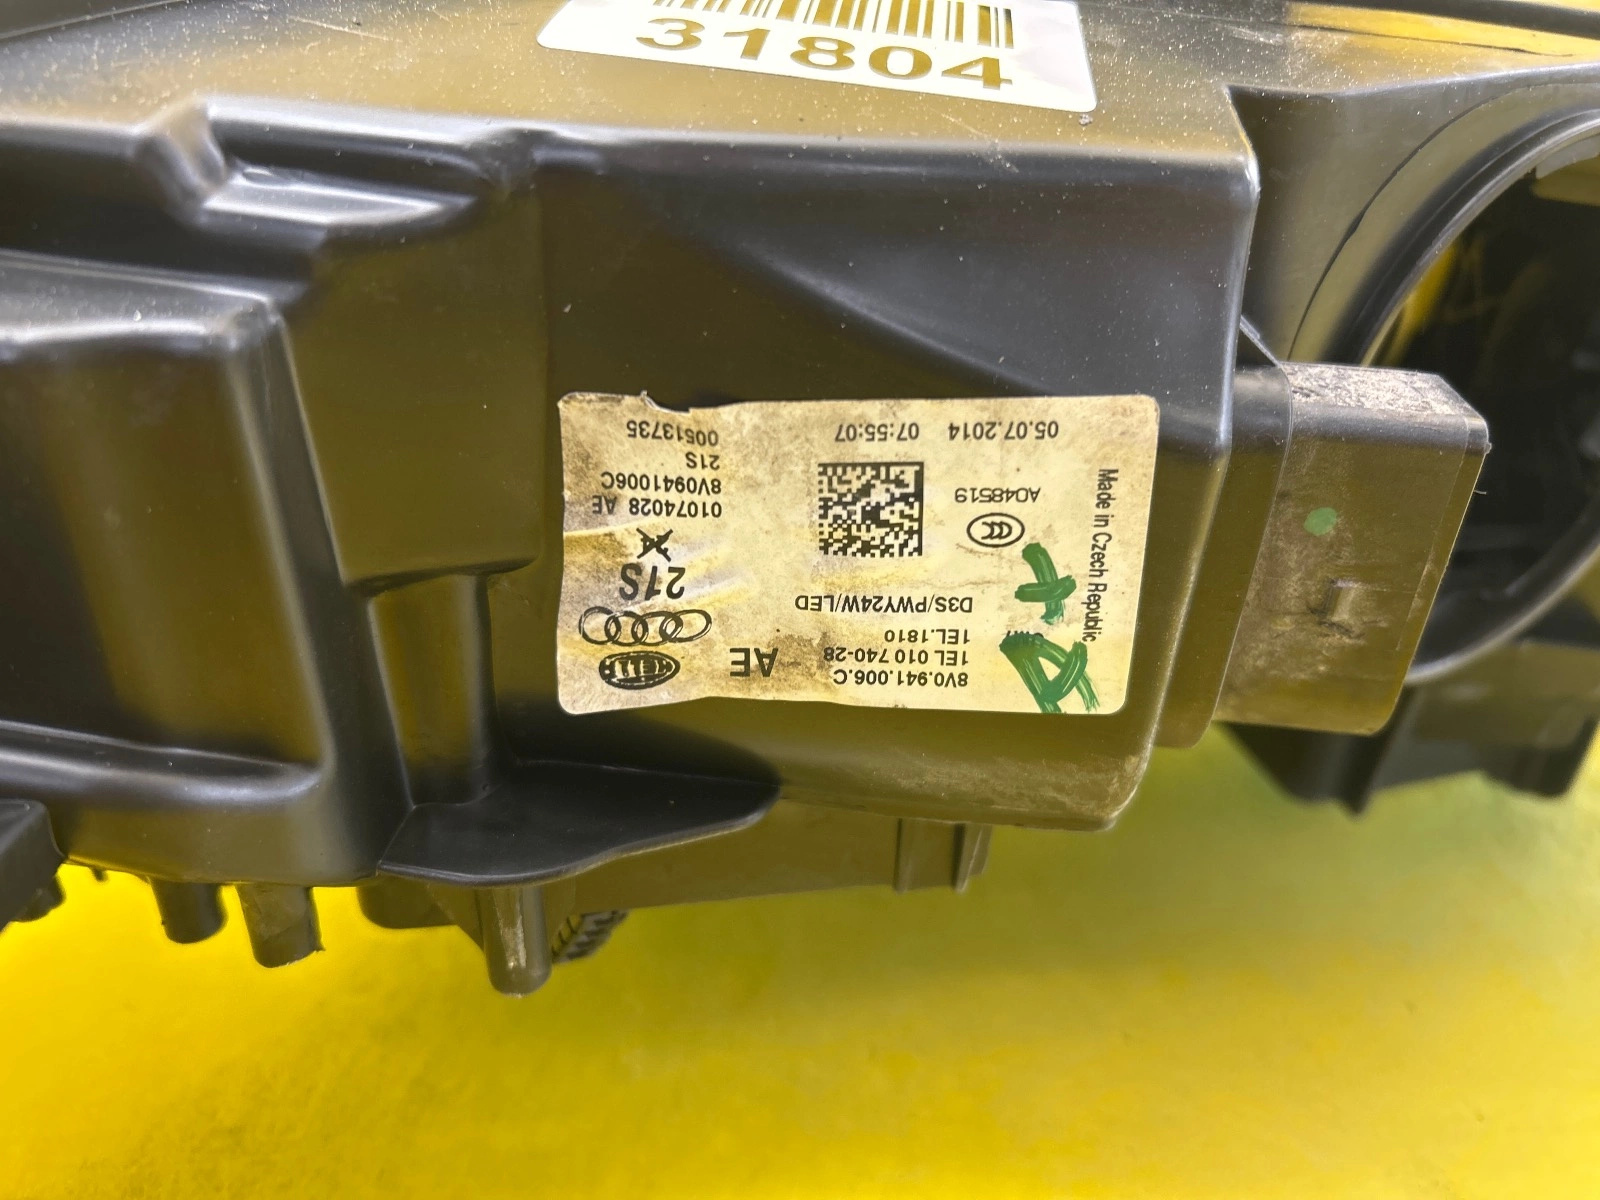 31804
8V0.941.006.C
1EL 010 740-28
1EL.1810
D3S/PWY24W/LED
AE
HELLA
21S
01074028 AE
8V0941006C
21S
00513735
A048519
05.07.2014 07:55:07
Made in Czech Republic